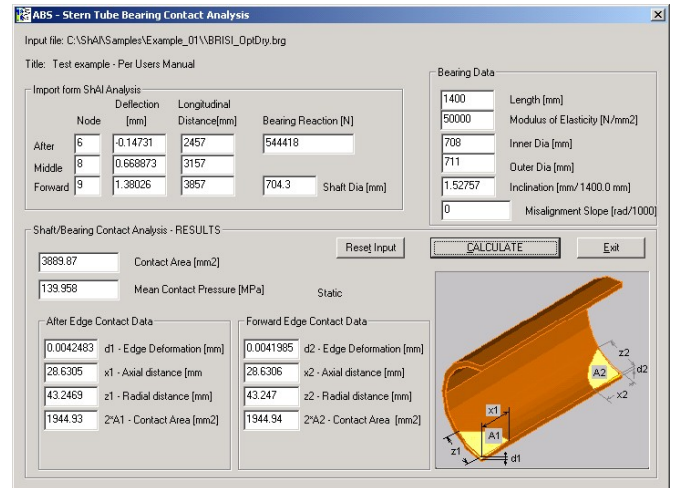 ABS - Stern Tube Bearing Contact Analysis
Input file: C:\ShAl\Samples\Example_01\\BRISI_OptDry.brg
Title: Test example - Per Users Manual
Import form ShAl Analysis
Node Deflection [mm] Longitudinal Distance[mm] Bearing Reaction [N]
After 6 -0.14731 2457 544418
Middle 8 0.668873 3157
Forward 9 1.38026 3857 704.3 Shaft Dia [mm]
Bearing Data
1400 Length [mm]
50000 Modulus of Elasticity [N/mm2]
708 Inner Dia [mm]
711 Outer Dia [mm]
1.52757 Inclination [mm/ 1400.0 mm]
0 Misalignment Slope [rad/1000]
Shaft/Bearing Contact Analysis - RESULTS
Reset Input CALCULATE Exit
3889.87 Contact Area [mm2]
139.958 Mean Contact Pressure [MPa] Static
After Edge Contact Data
0.0042483 d1 - Edge Deformation [mm]
28.6305 x1 - Axial distance [mm
43.2469 z1 - Radial distance [mm]
1944.93 2*A1 - Contact Area [mm2]
Forward Edge Contact Data
0.0041985 d2 - Edge Deformation [mm]
28.6306 x2 - Axial distance [mm]
43.247 z2 - Radial distance [mm]
1944.94 2*A2 - Contact Area [mm2]
z2
A2 d2
x2
x1
A1
z1
d1